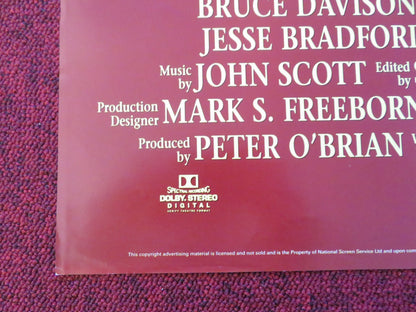 BRUCE DAVISON
JESSE BRADFORD
Music by JOHN SCOTT Edited
Production Designer MARK S. FREEBORN
Produced by PETER O'BRIAN
SPECTRAL RECORDING
DOLBY STEREO
DIGITAL
This copyright advertising material is licensed and not sold and is the Property of National Screen Service Ltd and upon